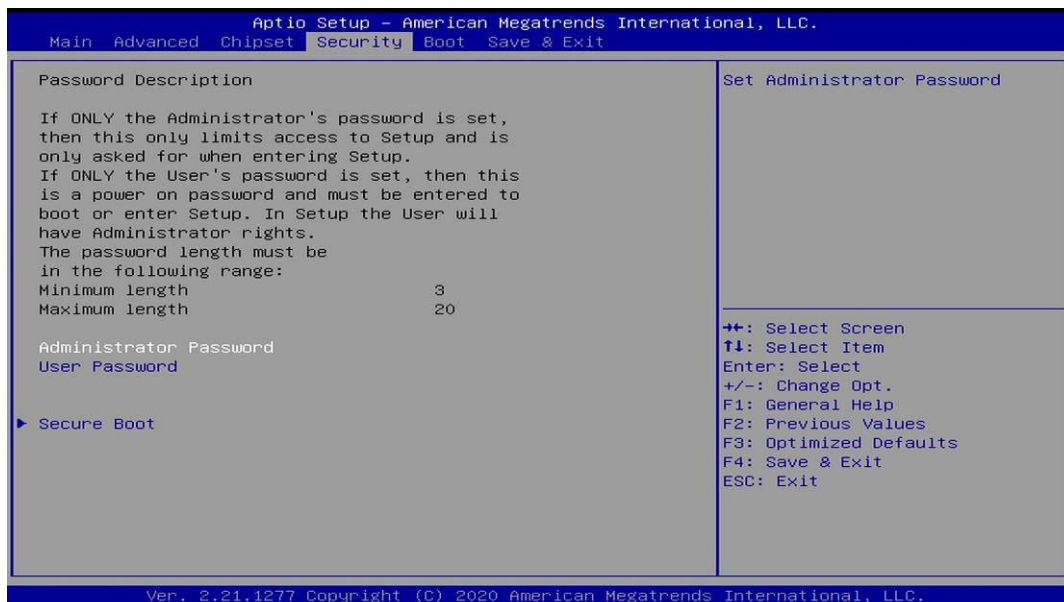 Aptio Setup – American Megatrends International, LLC.
Main Advanced Chipset Security Boot Save & Exit
Password Description
If ONLY the Administrator's password is set,
then this only limits access to Setup and is
only asked for when entering Setup.
If ONLY the User's password is set, then this
is a power on password and must be entered to
boot or enter Setup. In Setup the User will
have Administrator rights.
The password length must be
in the following range:
Minimum length 3
Maximum length 20
Administrator Password
User Password
► Secure Boot
Set Administrator Password
→←: Select Screen
↑↓: Select Item
Enter: Select
+/-: Change Opt.
F1: General Help
F2: Previous Values
F3: Optimized Defaults
F4: Save & Exit
ESC: Exit
Ver. 2.21.1277 Copyright (C) 2020 American Megatrends International, LLC.